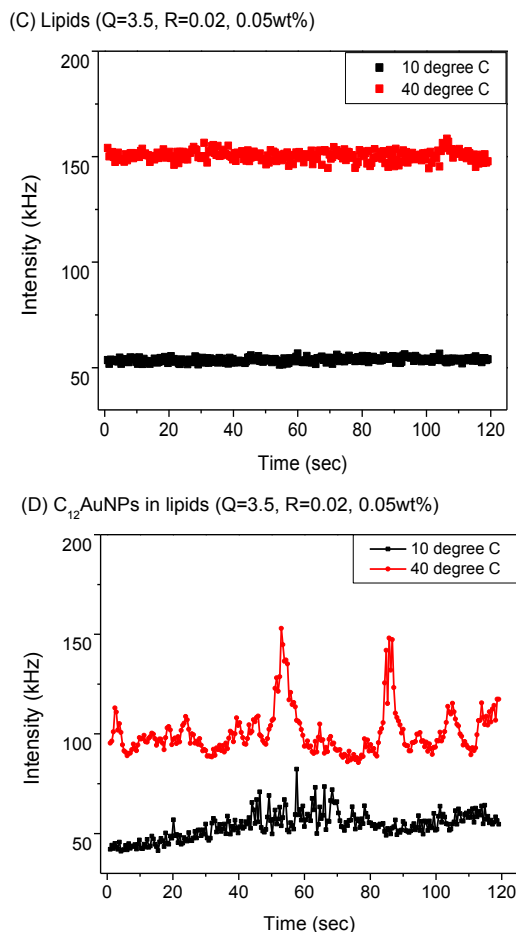 (C) Lipids (Q=3.5, R=0.02, 0.05wt%)
200
10 degree C
40 degree C
150
100
50
Intensity (kHz)
0 20 40 60 80 100 120
Time (sec)
(D) C₁₂AuNPs in lipids (Q=3.5, R=0.02, 0.05wt%)
200
10 degree C
40 degree C
150
100
50
Intensity (kHz)
0 20 40 60 80 100 120
Time (sec)